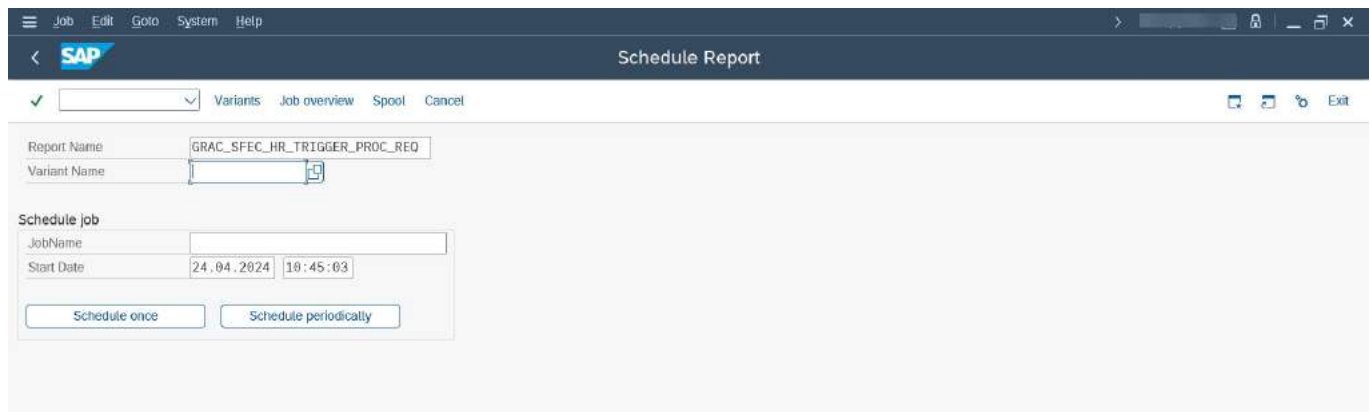 Job Edit Goto System Help
SAP Schedule Report
Variants Job overview Spool Cancel Exit
Report Name GRAC_SFEC_HR_TRIGGER_PROC_REQ
Variant Name
Schedule job
JobName
Start Date 24.04.2024 10:45:03
Schedule once Schedule periodically